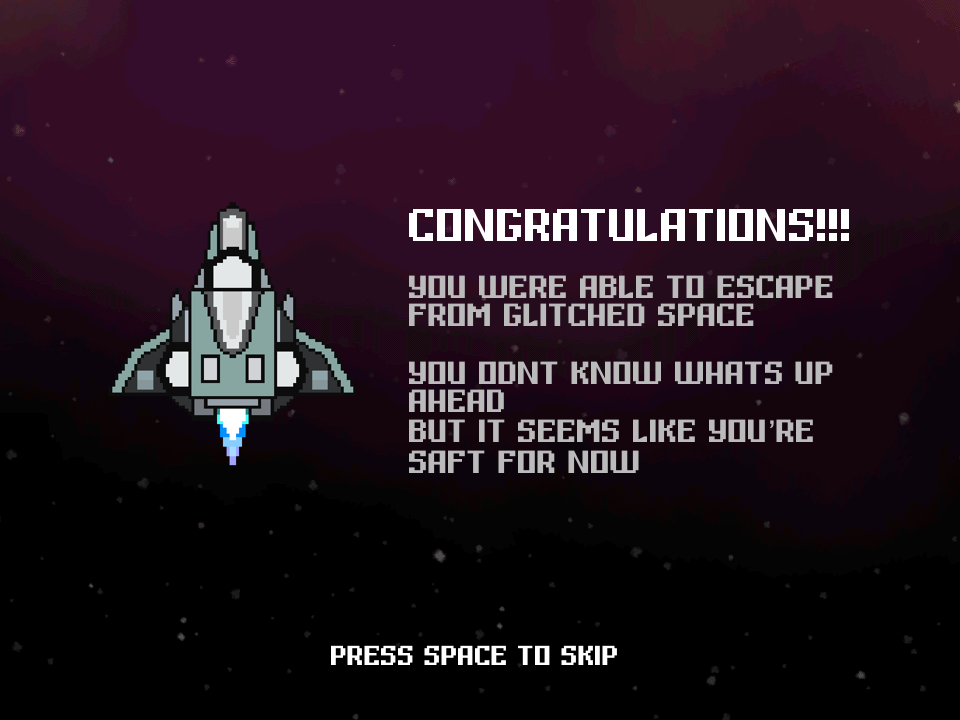 CONGRATULATIONS!!!
YOU WERE ABLE TO ESCAPE
FROM GLITCHED SPACE
YOU ODNT KNOW WHATS UP
AHEAD
BUT IT SEEMS LIKE YOU'RE
SAFT FOR NOW
PRESS SPACE TO SKIP